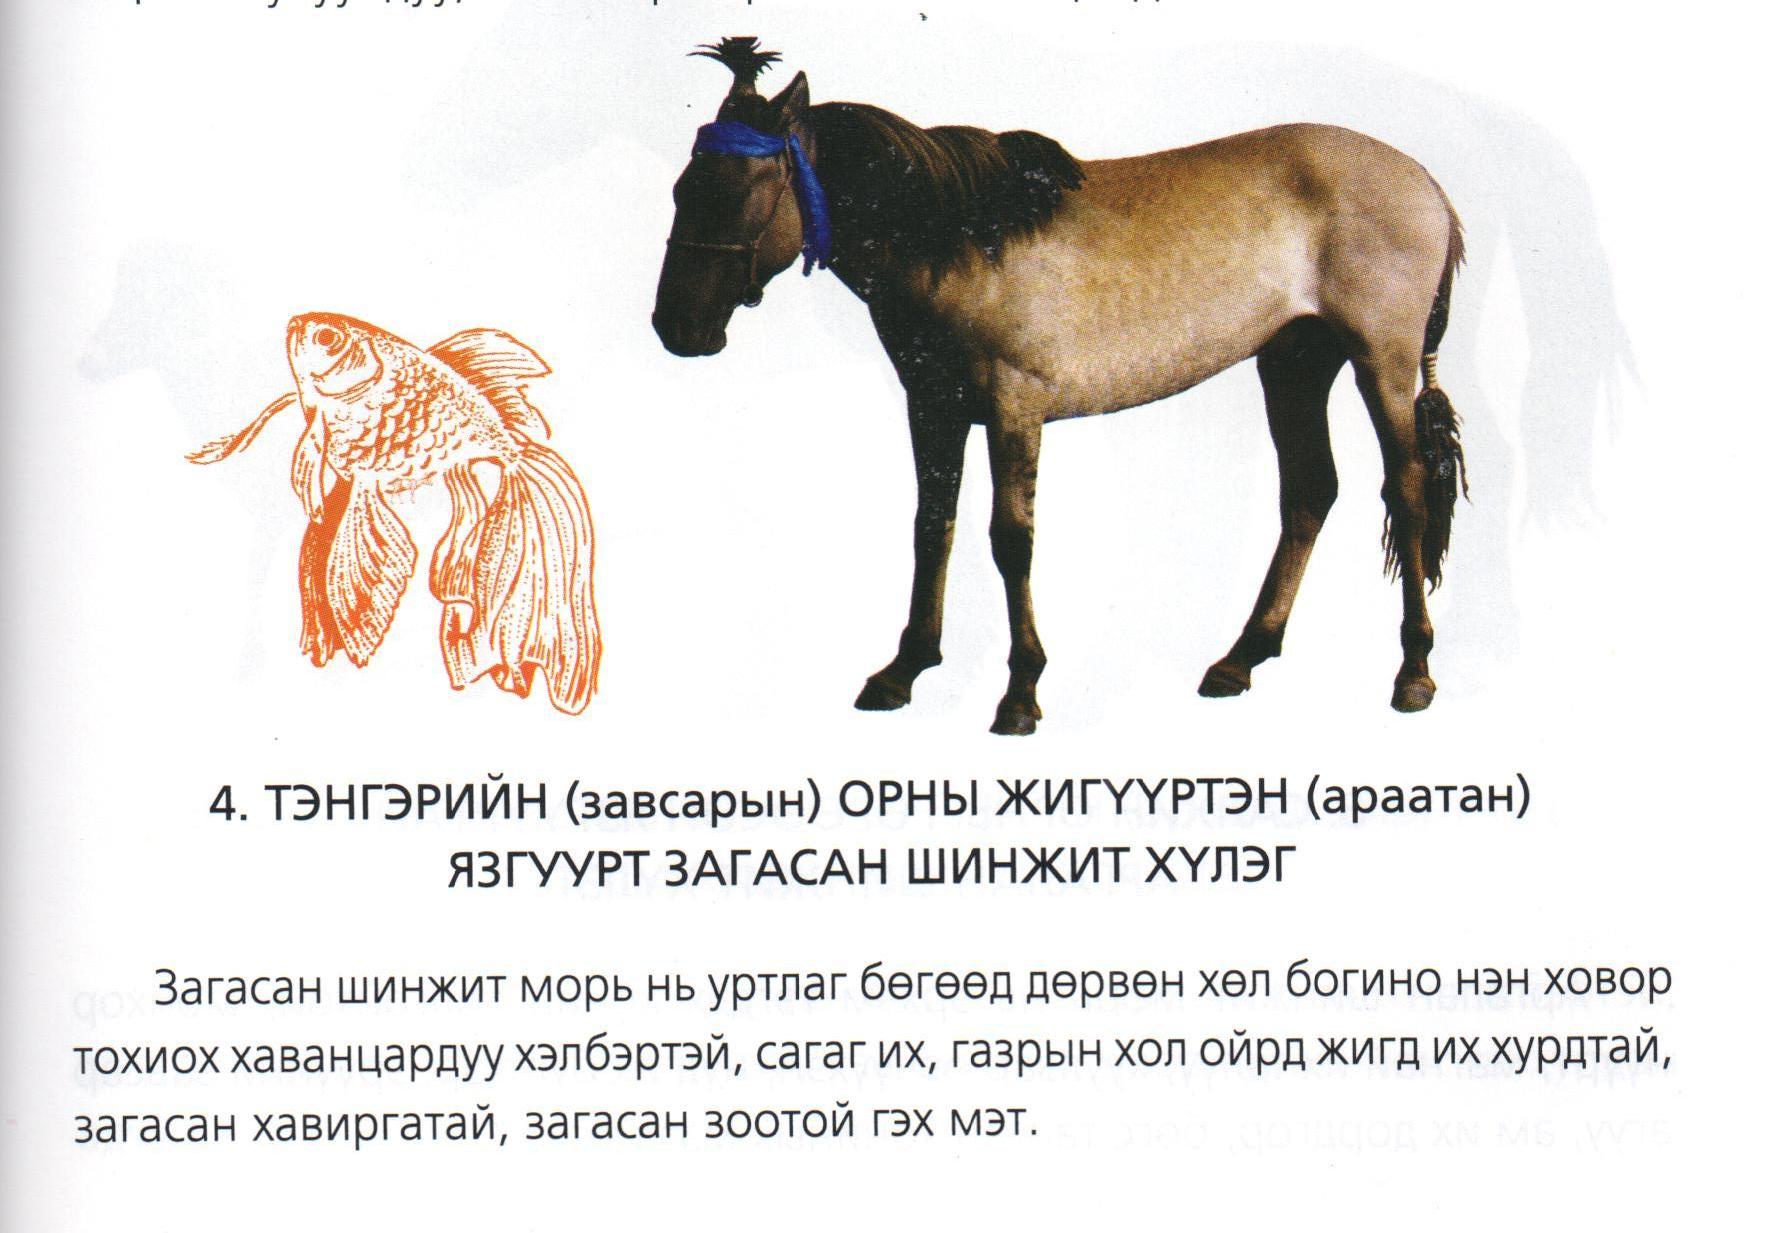 4. ТЭНГЭРИЙН (завсарын) ОРНЫ ЖИГҮҮРТЭН (араатан)
ЯЗГУУРТ ЗАГАСАН ШИНЖИТ ХҮЛЭГ
Загасан шинжит морь нь уртлаг бөгөөд дөрвөн хөл богино нэн ховор
тохиох хаванцардуу хэлбэртэй, сагаг их, газрын хол ойрд жигд их хурдтай,
загасан хавиргатай, загасан зоотой гэх мэт.